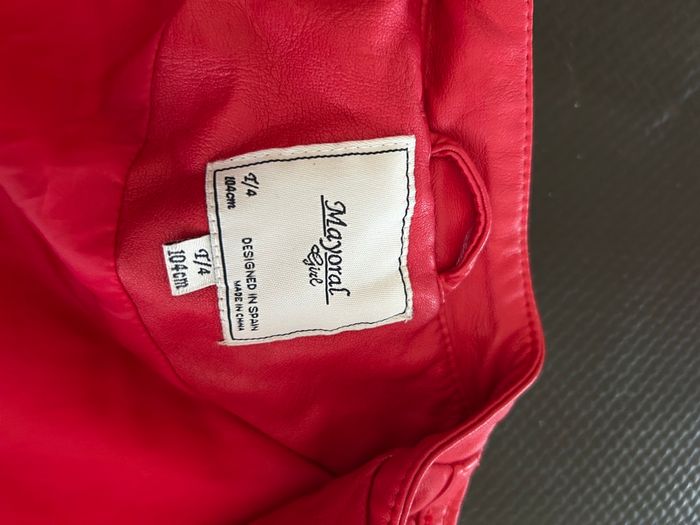 Mayoral
Girl
T/4
104cm
DESIGNED IN SPAIN
MADE IN CHINA
T/4
104cm